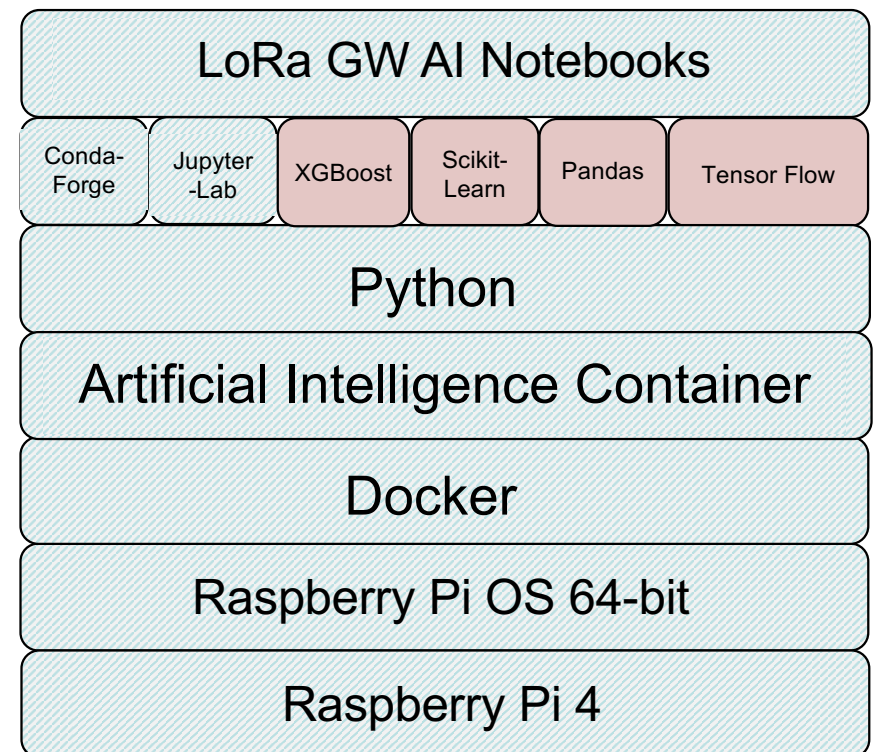 LoRa GW AI Notebooks
Conda-
Forge
Jupyter
-Lab
XGBoost
Scikit-
Learn
Pandas
Tensor Flow
Python
Artificial Intelligence Container
Docker
Raspberry Pi OS 64-bit
Raspberry Pi 4